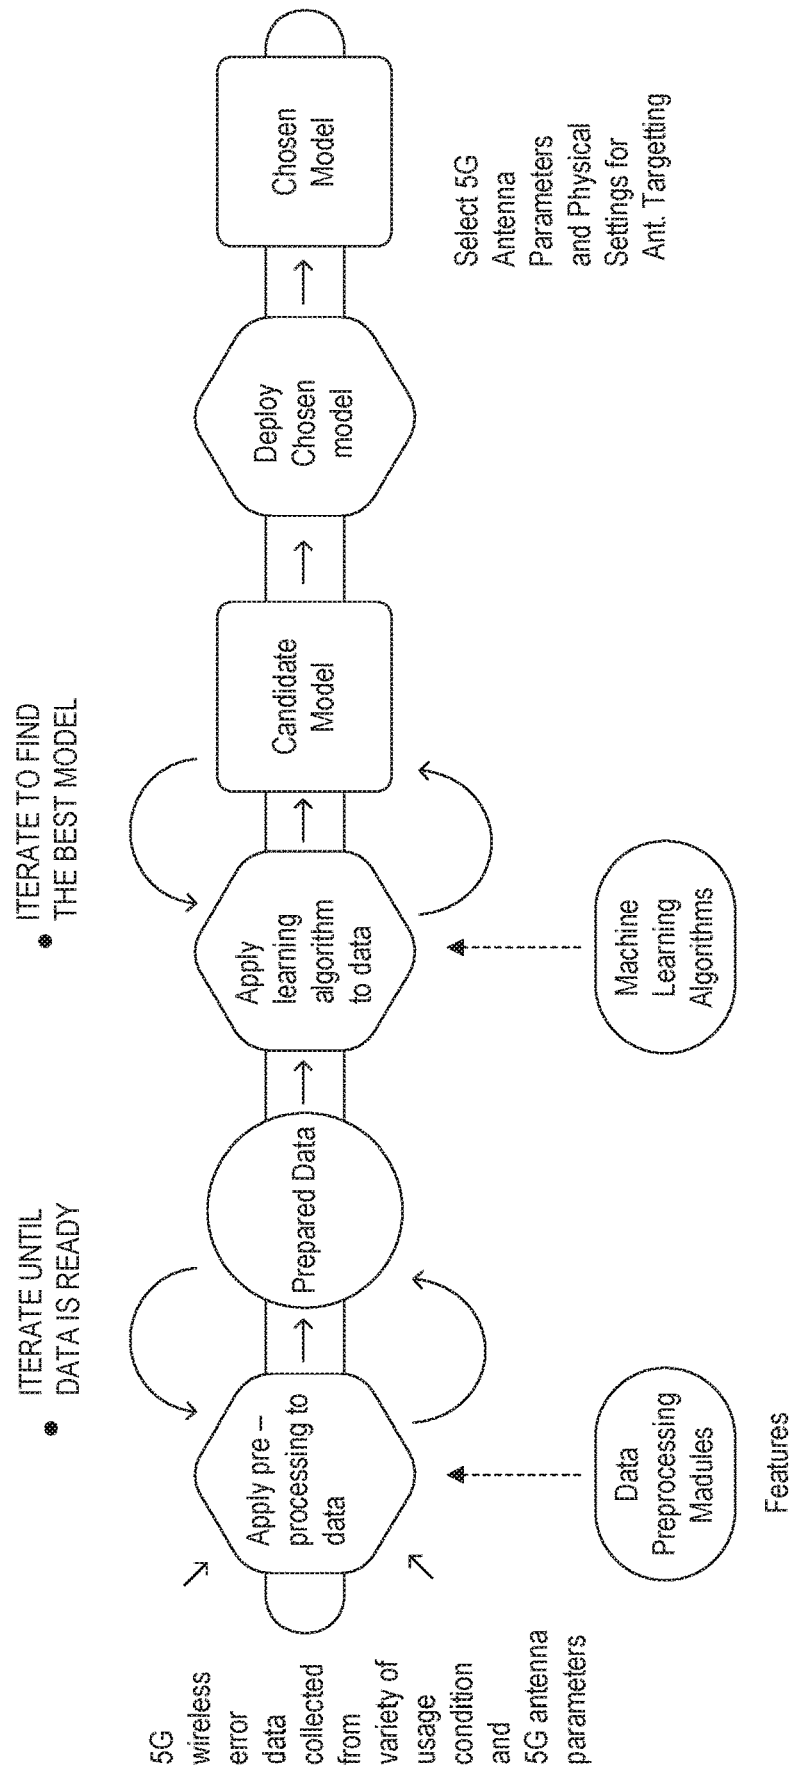 ITERATE UNTIL
DATA IS READY
ITERATE TO FIND
THE BEST MODEL
5G
wireless
error
data
collected
from
variety of
usage
condition
and
5G antenna
parameters
Apply pre –
processing to
data
Prepared Data
Apply
learning
algorithm
to data
Candidate
Model
Deploy
Chosen
model
Chosen
Model
Data
Preprocessing
Madules
Features
Machine
Learning
Algorithms
Select 5G
Antenna
Parameters
and Physical
Settings for
Ant. Targetting